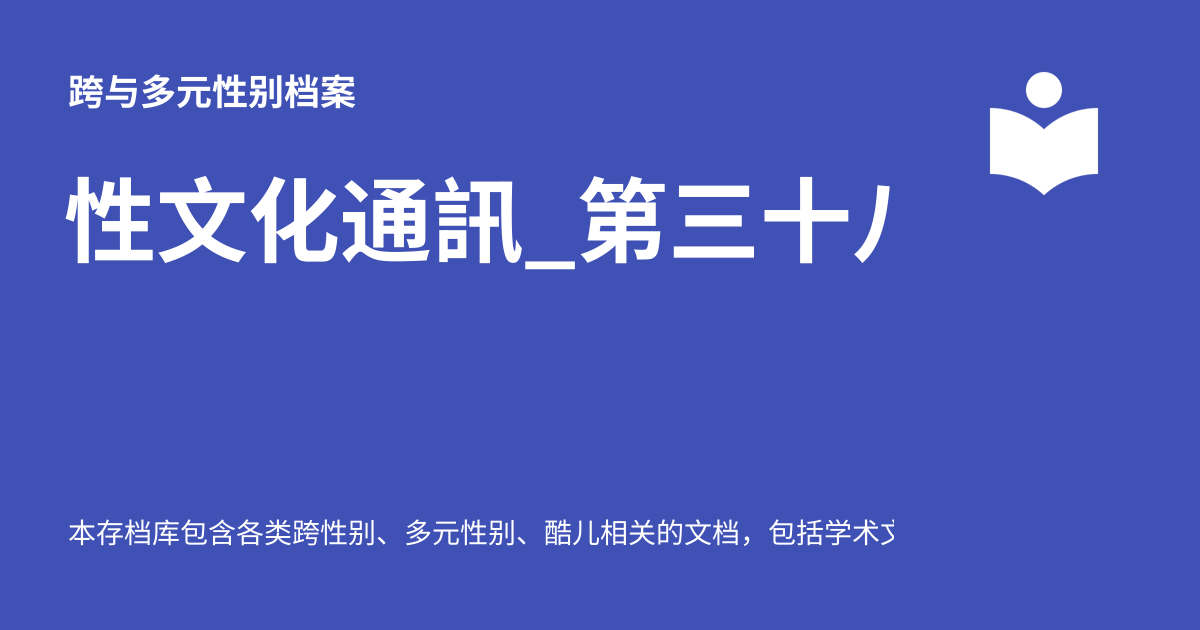 跨与多元性别档案
性文化通訊_第三十
本存档库包含各类跨性别、多元性别、酷儿相关的文档，包括学术